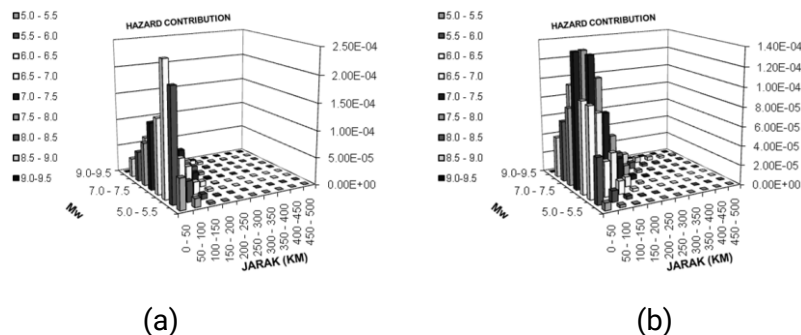 HAZARD CONTRIBUTION
5.0 - 5.5
5.5 - 6.0
6.0 - 6.5
6.5 - 7.0
7.0 - 7.5
7.5 - 8.0
8.0 - 8.5
8.5 - 9.0
9.0-9.5
2.50E-04
2.00E-04
1.50E-04
1.00E-04
5.00E-05
0.00E+00
9.0-9.5
7.0 - 7.5
5.0 - 5.5
Mw
0 - 50
50 - 100
100 -150
150 - 200
200 - 250
250 - 300
300 - 350
350 - 400
400 -450
450 - 500
JARAK (KM)
(a)
HAZARD CONTRIBUTION
5.0 - 5.5
5.5 - 6.0
6.0 - 6.5
6.5 - 7.0
7.0 - 7.5
7.5 - 8.0
8.0 - 8.5
8.5 - 9.0
9.0-9.5
1.40E-04
1.20E-04
1.00E-04
8.00E-05
6.00E-05
4.00E-05
2.00E-05
0.00E+00
9.0-9.5
7.0 - 7.5
5.0 - 5.5
Mw
0 - 50
50 - 100
100 -150
150 - 200
200 - 250
250 - 300
300 - 350
350 - 400
400 -450
450 - 500
JARAK (KM)
(b)